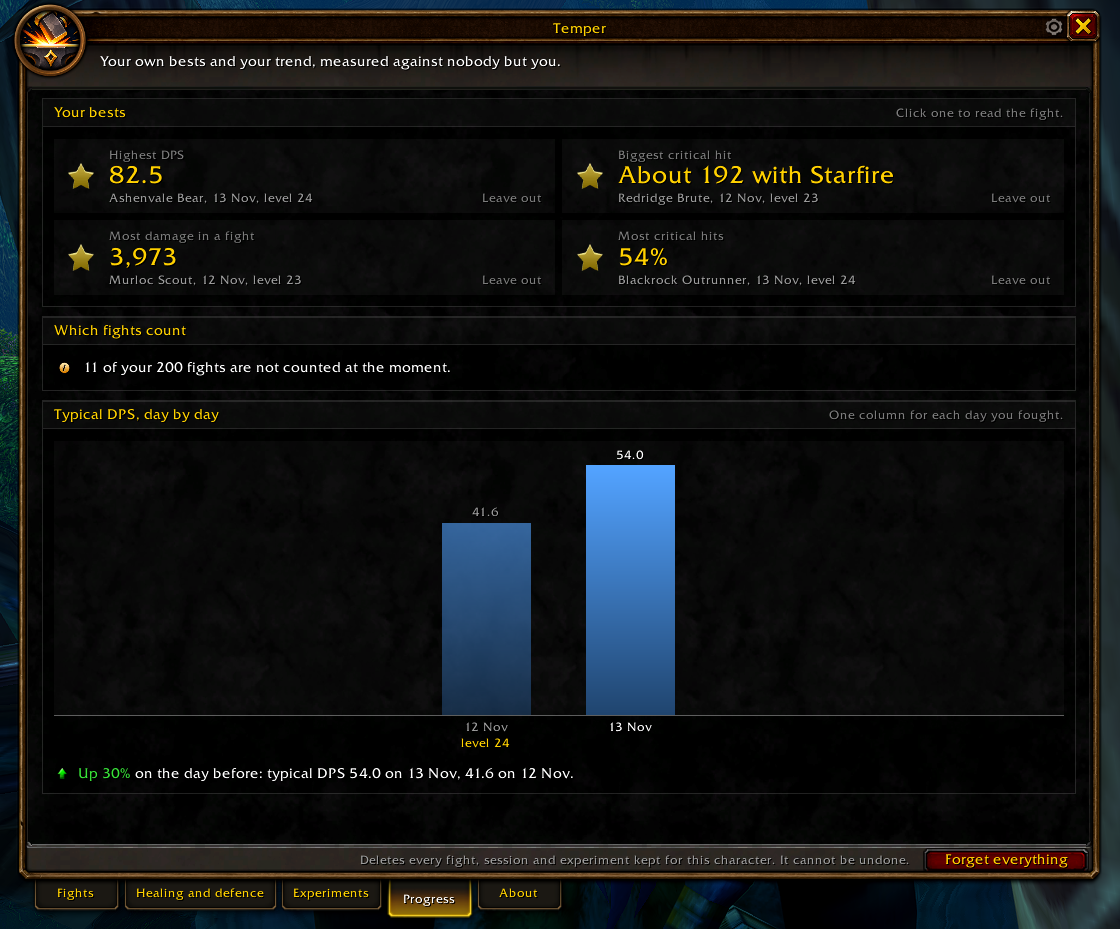 Temper
Your own bests and your trend, measured against nobody but you.
Your bests
Click one to read the fight.
Highest DPS
82.5
Ashenvale Bear, 13 Nov, level 24
Leave out
Biggest critical hit
About 192 with Starfire
Redridge Brute, 12 Nov, level 23
Leave out
Most damage in a fight
3,973
Murloc Scout, 12 Nov, level 23
Leave out
Most critical hits
54%
Blackrock Outrunner, 13 Nov, level 24
Leave out
Which fights count
11 of your 200 fights are not counted at the moment.
Typical DPS, day by day
One column for each day you fought.
54.0
41.6
12 Nov
level 24
13 Nov
Up 30% on the day before: typical DPS 54.0 on 13 Nov, 41.6 on 12 Nov.
Deletes every fight, session and experiment kept for this character. It cannot be undone.
Forget everything
Fights
Healing and defence
Experiments
Progress
About